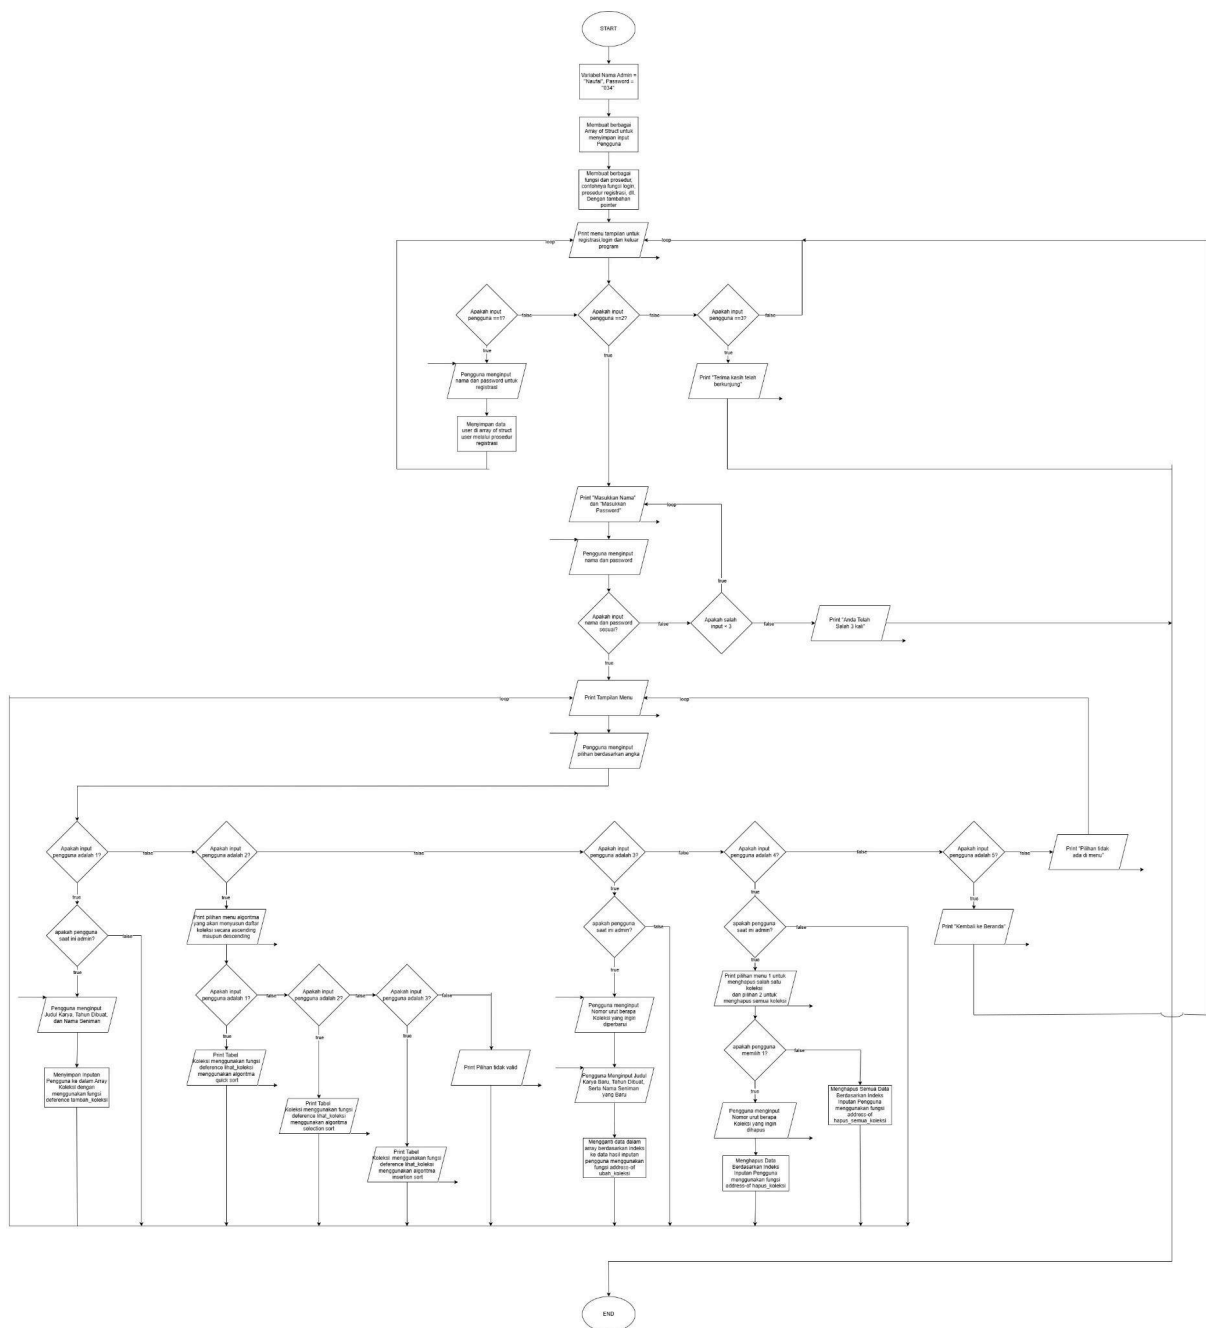 START
Variabel Nama Admin =
"Naufal", Password =
"034"
Membuat berbagai
Array of Struct untuk
menyimpan input
Pengguna
Membuat berbagai
fungsi dan prosedur,
contohnya fungsi login,
prosedur registrasi, dll.
Dengan tambahan
pointer
Print menu tampilan untuk
registrasi,login dan keluar
program
loop
loop
Apakah input
pengguna ==1?
false
Apakah input
pengguna ==2?
false
Apakah input
pengguna ==3?
false
true
true
true
Pengguna menginput
nama dan password untuk
registrasi
Print "Terima kasih telah
berkunjung"
Menyimpan data
user di array of struct
user melalui prosedur
registrasi
Print "Masukkan Nama"
dan "Masukkan
Password"
loop
Pengguna menginput
nama dan password
true
Apakah input
nama dan password
sesuai?
false
Apakah salah
input < 3
false
Print "Anda Telah
Salah 3 kali"
true
Print Tampilan Menu
loop
loop
Pengguna menginput
pilihan berdasarkan angka
Apakah input
pengguna adalah 1?
false
Apakah input
pengguna adalah 2?
false
Apakah input
pengguna adalah 3?
false
Apakah input
pengguna adalah 4?
false
Apakah input
pengguna adalah 5?
false
Print "Pilihan tidak
ada di menu"
true
true
true
true
true
apakah pengguna
saat ini admin?
false
Print pilihan menu algoritma
yang akan menyusun daftar
koleksi secara ascending
maupun descending
apakah pengguna
saat ini admin?
false
apakah pengguna
saat ini admin?
false
Print "Kembali ke Beranda"
true
true
true
Pengguna menginput
Judul Karya, Tahun Dibuat,
dan Nama Seniman
Apakah input
pengguna adalah 1?
false
Apakah input
pengguna adalah 2?
false
Apakah input
pengguna adalah 3?
false
Pengguna menginput
Nomor urut berapa
Koleksi yang ingin
diperbarui
Print pilihan menu 1 untuk
menghapus salah satu
koleksi
dan pilihan 2 untuk
menghapus semua koleksi
true
true
true
Menyimpan Inputan
Pengguna ke dalam Array
Koleksi dengan
menggunakan fungsi
deference tambah_koleksi
Print Tabel
Koleksi menggunakan fungsi
deference lihat_koleksi
menggunakan algoritma
quick sort
Print Pilihan tidak valid
Pengguna Menginput Judul
Karya Baru, Tahun Dibuat,
Serta Nama Seniman
yang Baru
apakah pengguna
memilih 1?
false
true
Print Tabel
Koleksi menggunakan fungsi
deference lihat_koleksi
menggunakan algoritma
selection sort
Pengguna menginput
Nomor urut berapa
Koleksi yang ingin
dihapus
Menghapus Semua Data
Berdasarkan Indeks
Inputan Pengguna
menggunakan fungsi
address-of
hapus_semua_koleksi
Print Tabel
Koleksi menggunakan fungsi
deference lihat_koleksi
menggunakan algoritma
insertion sort
Mengganti data dalam
array berdasarkan indeks
ke data hasil inputan
pengguna menggunakan
fungsi address-of
ubah_koleksi
Menghapus Data
Berdasarkan Indeks
Inputan Pengguna
menggunakan fungsi
address-of hapus_koleksi
END